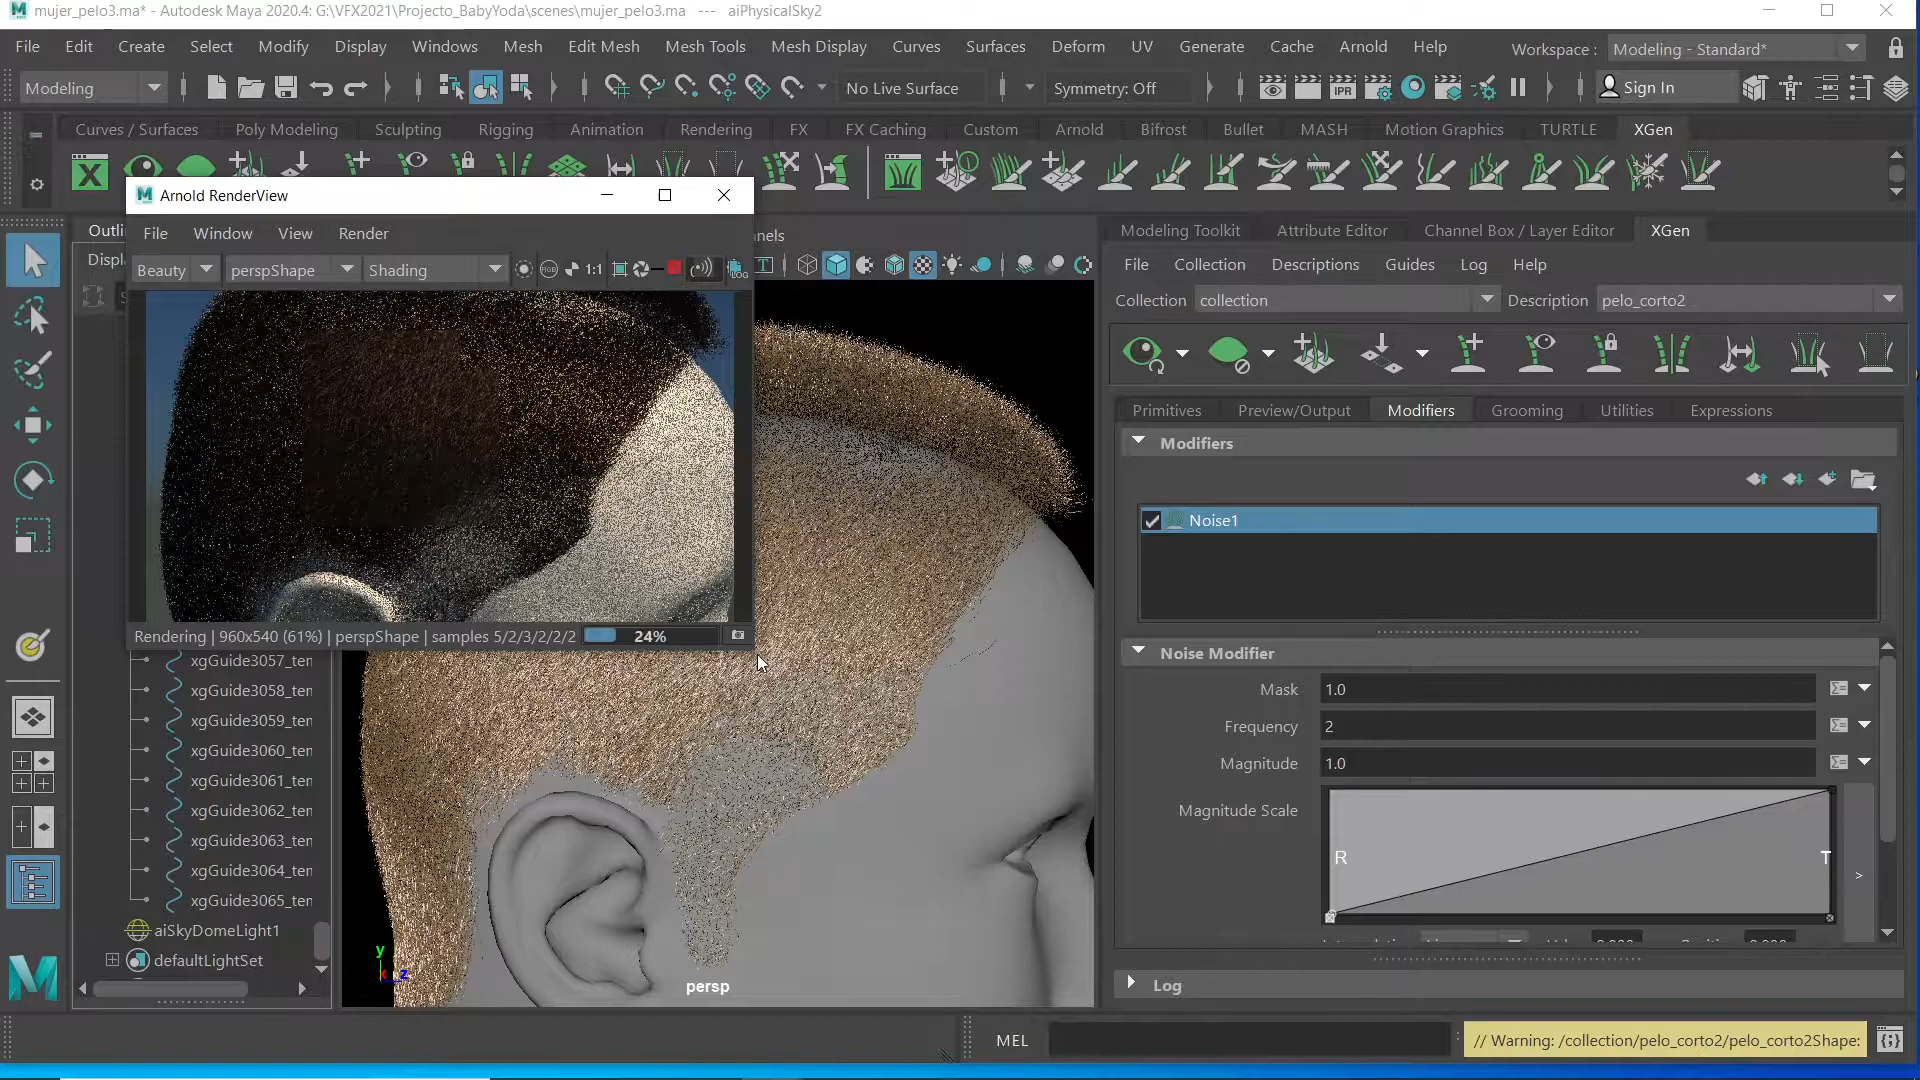 mujer_pelo3.ma* - Autodesk Maya 2020.4: G:\VFX2021\Projecto_BabyYoda\scenes\mujer_pelo3.ma --- aiPhysicalSky2
File Edit Create Select Modify Display Windows Mesh Edit Mesh Mesh Tools Mesh Display Curves Surfaces Deform UV Generate Cache Arnold Help Workspace : Modeling - Standard*
Modeling No Live Surface Symmetry: Off IPR Sign In
Curves / Surfaces Poly Modeling Sculpting Rigging Animation Rendering FX FX Caching Custom Arnold Bifrost Bullet MASH Motion Graphics TURTLE XGen
Arnold RenderView
File Window View Render
Beauty perspShape Shading RGB 1:1 LOG
Rendering | 960x540 (61%) | perspShape | samples 5/2/3/2/2/2 24%
Outli
Displ
nels
xgGuide3057_ten
xgGuide3058_ten
xgGuide3059_ten
xgGuide3060_ten
xgGuide3061_ten
xgGuide3062_ten
xgGuide3063_ten
xgGuide3064_ten
xgGuide3065_ten
aiSkyDomeLight1
defaultLightSet
y
x z
persp
Modeling Toolkit Attribute Editor Channel Box / Layer Editor XGen
File Collection Descriptions Guides Log Help
Collection collection Description pelo_corto2
Primitives Preview/Output Modifiers Grooming Utilities Expressions
Modifiers
Noise1
Noise Modifier
Mask 1.0
Frequency 2
Magnitude 1.0
Magnitude Scale
R T
>
Log
MEL // Warning: /collection/pelo_corto2/pelo_corto2Shape: